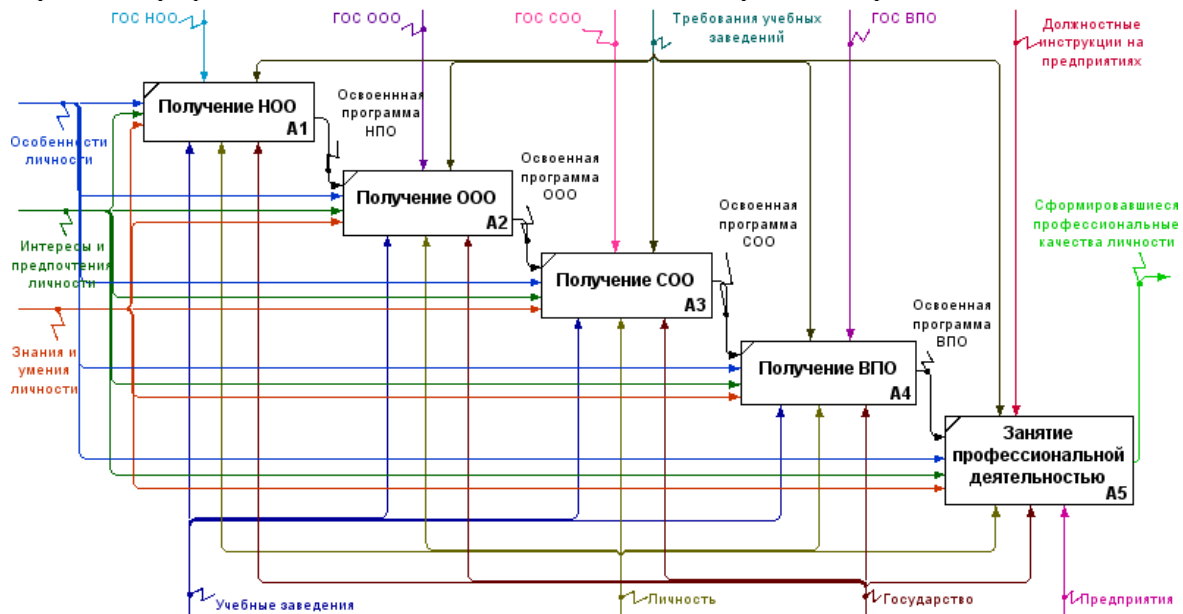 ГОС НОО
ГОС ООО
ГОС СОО
Требования учебных
заведений
ГОС ВПО
Должностные
инструкции на
предприятиях
Получение НОО
A1
Освоеннная
программа
НПО
Особенности
личности
Получение ООО
A2
Освоенная
программа
ООО
Получение СОО
A3
Освоенная
программа
СОО
Сформировавшиеся
профессиональные
качества личности
Интересы и
предпочтения
личности
Получение ВПО
A4
Освоенная
программа
ВПО
Знания и
умения
личности
Занятие
профессиональной
деятельностью
A5
Учебные заведения
Личность
Государство
Предприятия